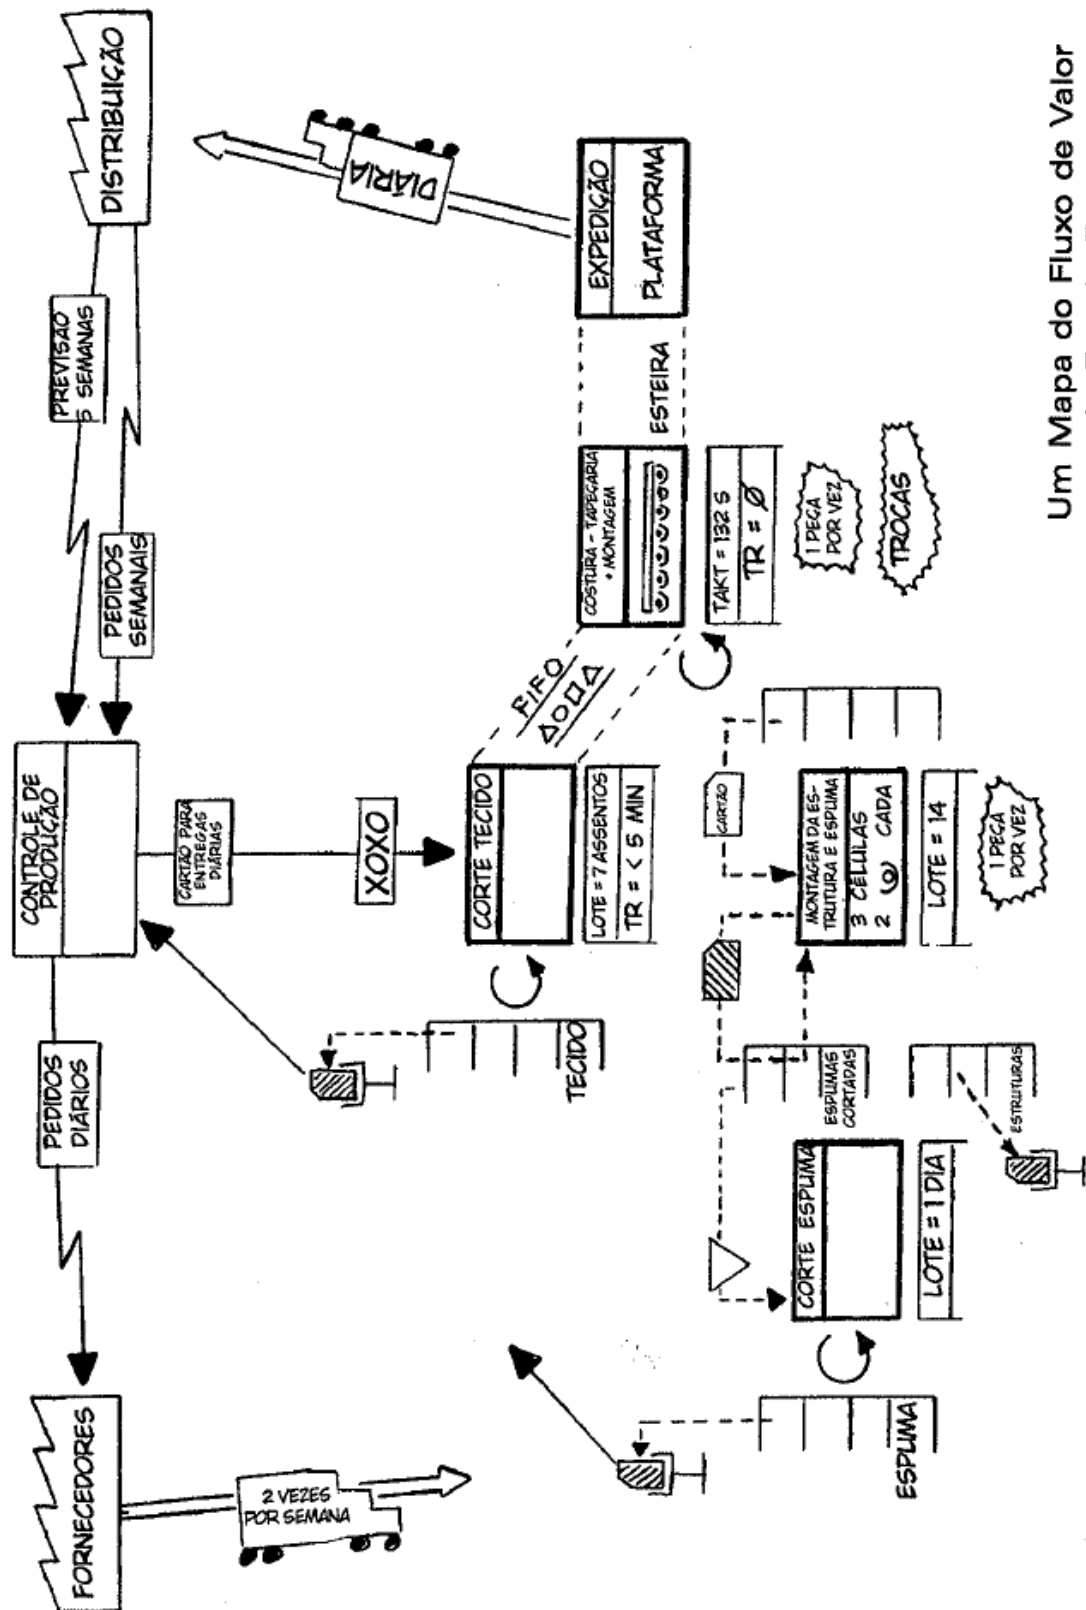 FORNECEDORES
PEDIDOS
DIÁRIOS
CONTROLE DE
PRODUÇÃO
PREVISÃO
5 SEMANAS
PEDIDOS
SEMANAIS
DISTRIBUIÇÃO
2 VEZES
POR SEMANA
CARTÃO PARA
ENTREGAS
DIÁRIAS
XOXO
DIÁRIA
TECIDO
CORTE TECIDO
LOTE = 7 ASSENTOS
TR = < 5 MIN
FIFO
COSTURA - TAPEÇARIA
+ MONTAGEM
TAKT = 132 S
TR = Ø
1 PEÇA
POR VEZ
TROCAS
ESTEIRA
EXPEDIÇÃO
PLATAFORMA
ESPUMA
CORTE ESPUMA
LOTE = 1 DIA
ESPUMAS
CORTADAS
ESTRUTURAS
CARTÃO
MONTAGEM DA ES-
TRUTURA E ESPUMA
3 CÉLULAS
2 CADA
LOTE = 14
1 PEÇA
POR VEZ
Um Mapa do Fluxo de Valor